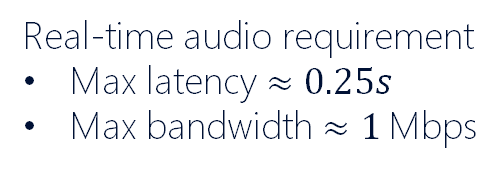 Real-time audio requirement
• Max latency ≈ 0.25s
• Max bandwidth ≈ 1 Mbps